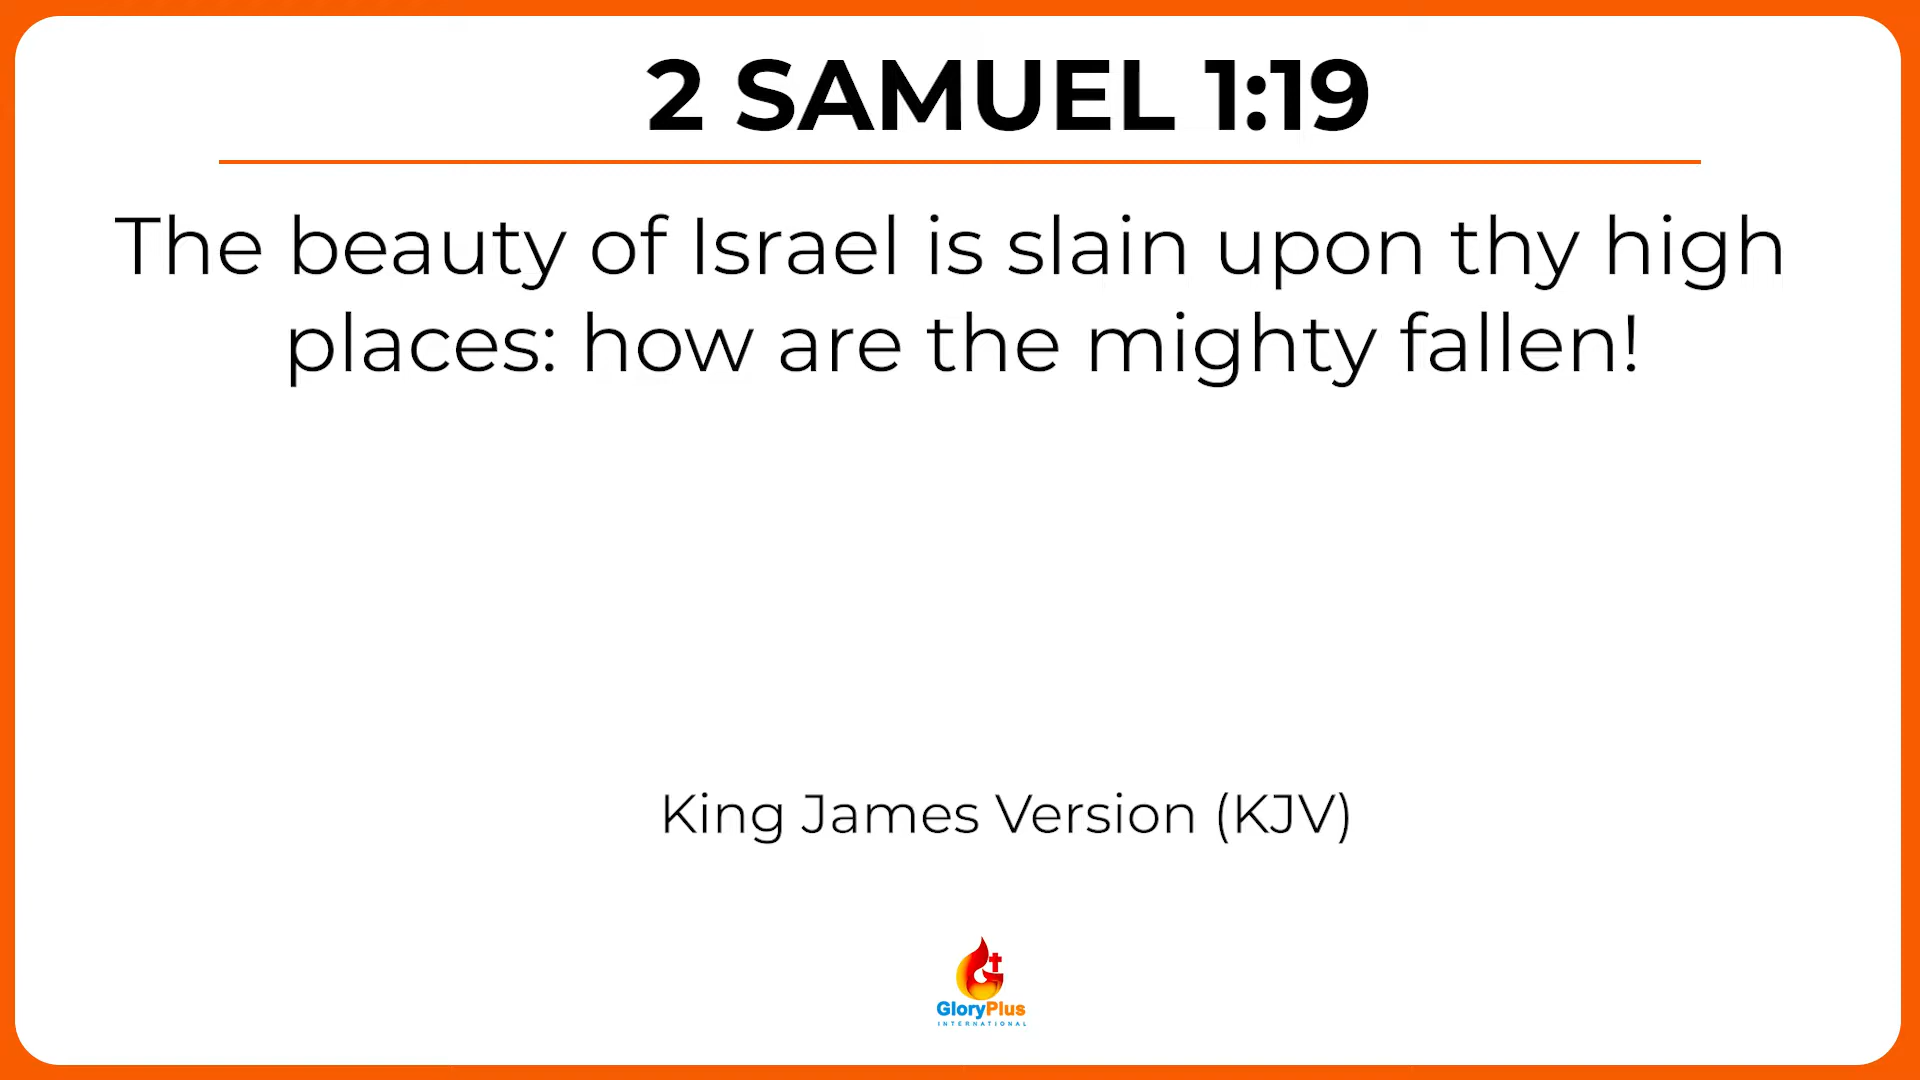 2 SAMUEL 1:19
The beauty of Israel is slain upon thy high
places: how are the mighty fallen!
King James Version (KJV)
GloryPlus
INTERNATIONAL